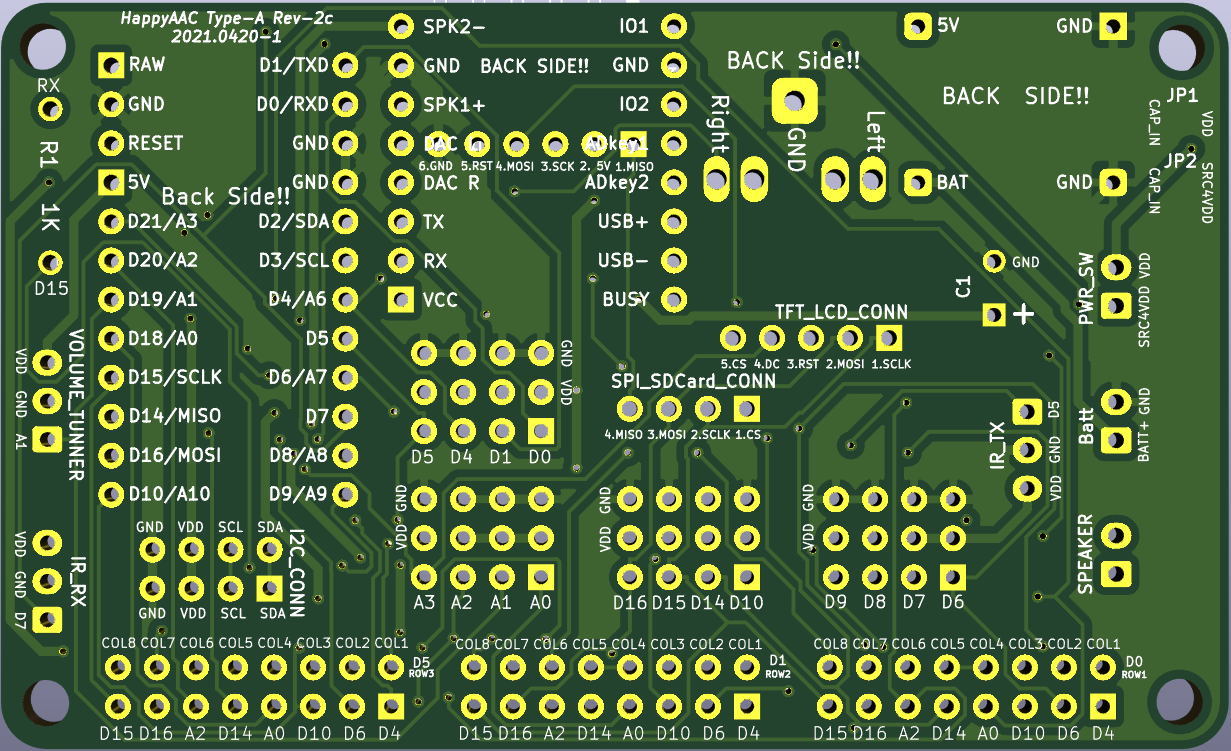 HappyAAC Type-A Rev-2c
2021.0420-1
SPK2-
IO1
5V
GND
RAW
D1/TXD
GND
BACK SIDE!!
GND
BACK Side!!
RX
GND
D0/RXD
SPK1+
IO2
BACK SIDE!!
JP1
RESET
GND
DAC L
ADkey1
Right
GND
Left
CAP_IN
VDD
6.GND 5.RST 4.MOSI 3.SCK 2. 5V 1.MISO
JP2
R1
1K
5V
GND
DAC R
ADkey2
BAT
GND
CAP_IN
SRC4VDD
Back Side!!
D21/A3
D2/SDA
TX
USB+
D20/A2
D3/SCL
RX
USB-
GND
D15
D19/A1
D4/A6
VCC
BUSY
C1
+
PWR_SW
VDD
SRC4VDD
TFT_LCD_CONN
D18/A0
D5
5.CS 4.DC 3.RST 2.MOSI 1.SCLK
VOLUME_TUNNER
VDD
GND
A1
GND
VDD
D15/SCLK
D6/A7
SPI_SDCard_CONN
D14/MISO
D7
4.MISO 3.MOSI 2.SCLK 1.CS
D16/MOSI
D8/A8
D5 D4 D1 D0
IR_TX
D5
GND
VDD
Batt
GND
BATT+
D10/A10
D9/A9
GND
VDD
GND
VDD
GND
VDD
GND VDD SCL SDA
I2C_CONN
VDD
GND
D7
IR_RX
SPEAKER
GND VDD SCL SDA
A3 A2 A1 A0
D16 D15 D14 D10
D9 D8 D7 D6
COL8 COL7 COL6 COL5 COL4 COL3 COL2 COL1
D5
ROW3
COL8 COL7 COL6 COL5 COL4 COL3 COL2 COL1
D1
ROW2
COL8 COL7 COL6 COL5 COL4 COL3 COL2 COL1
D0
ROW1
D15 D16 A2 D14 A0 D10 D6 D4
D15 D16 A2 D14 A0 D10 D6 D4
D15 D16 A2 D14 A0 D10 D6 D4